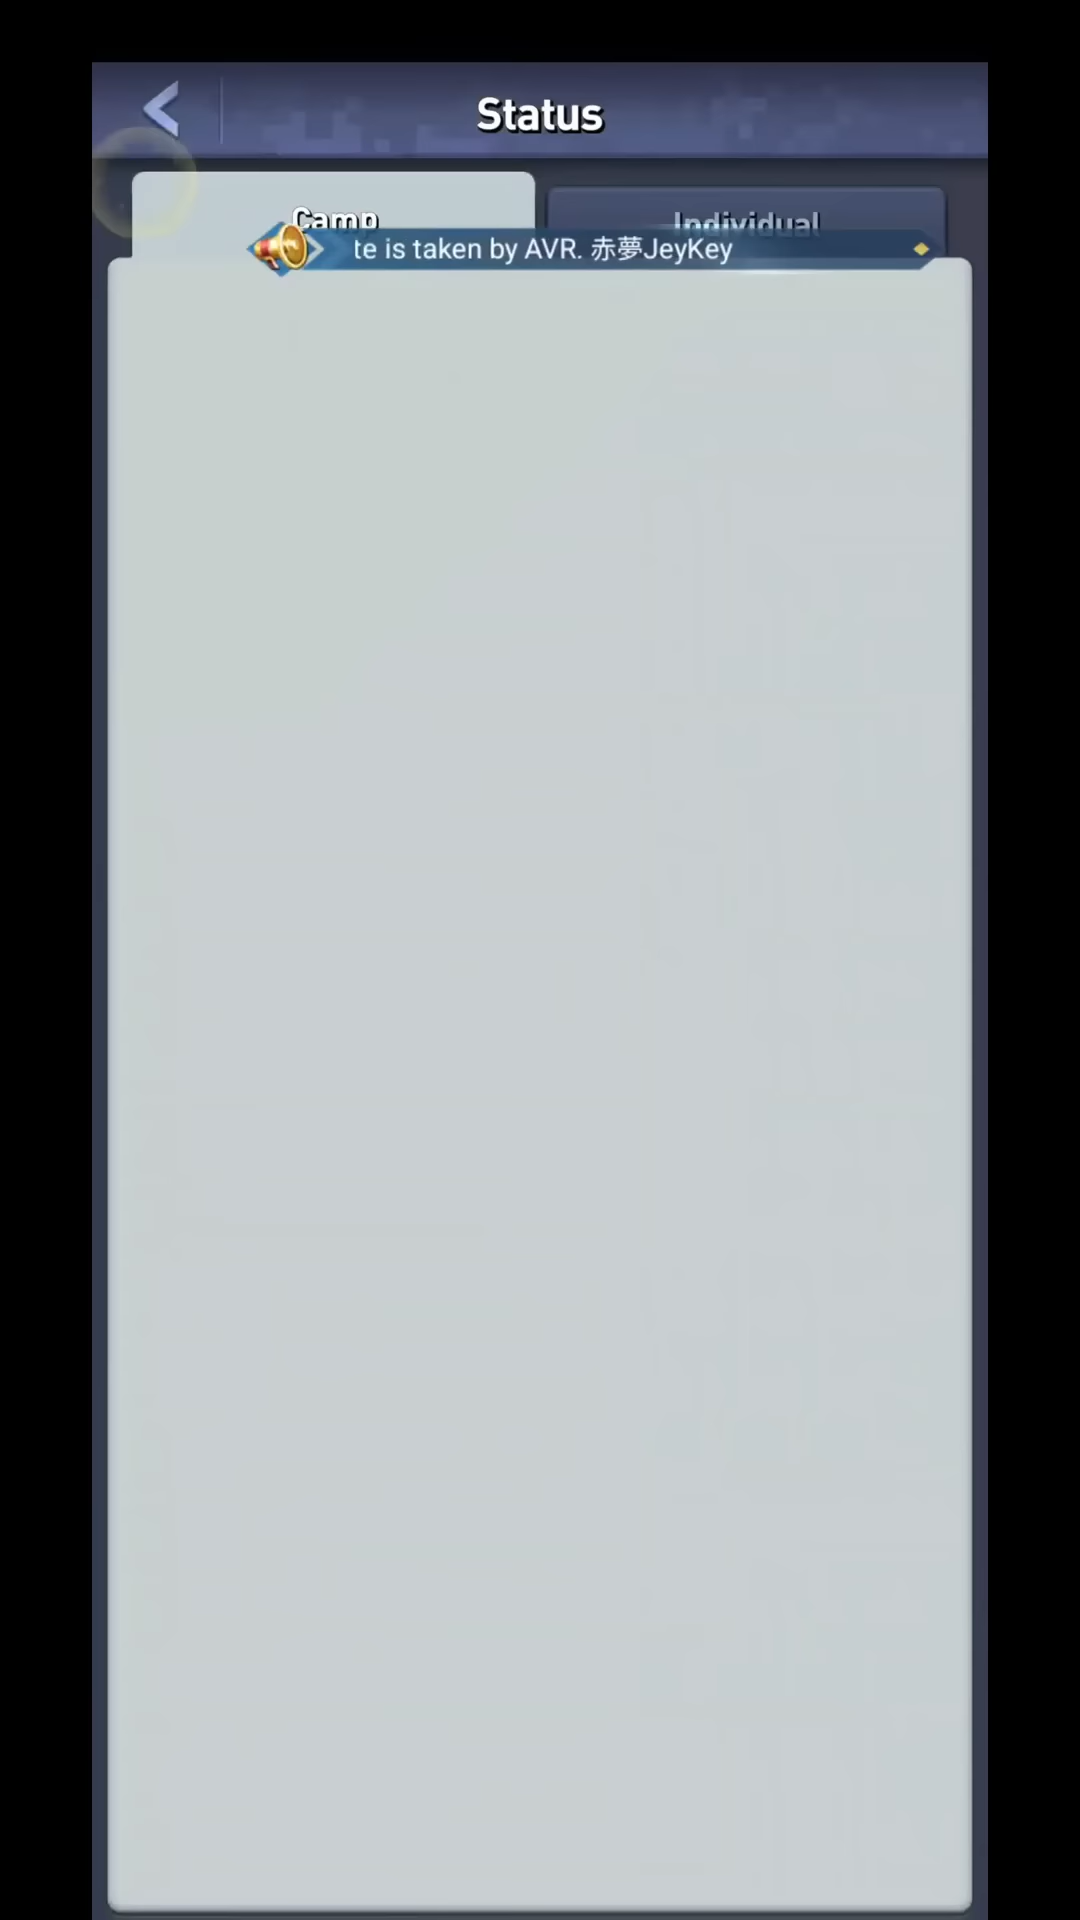 Status
Camp
Individual
te is taken by AVR. 赤夢JeyKey